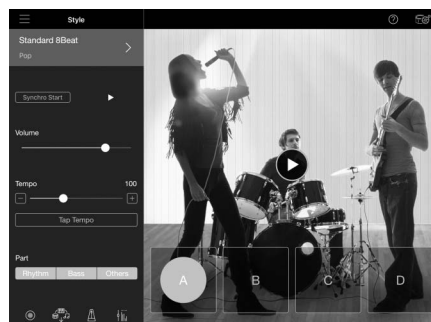 Style
Standard 8Beat
Pop
Synchro Start
Volume
Tempo 100
Tap Tempo
Part
Rhythm Bass Others
A B C D